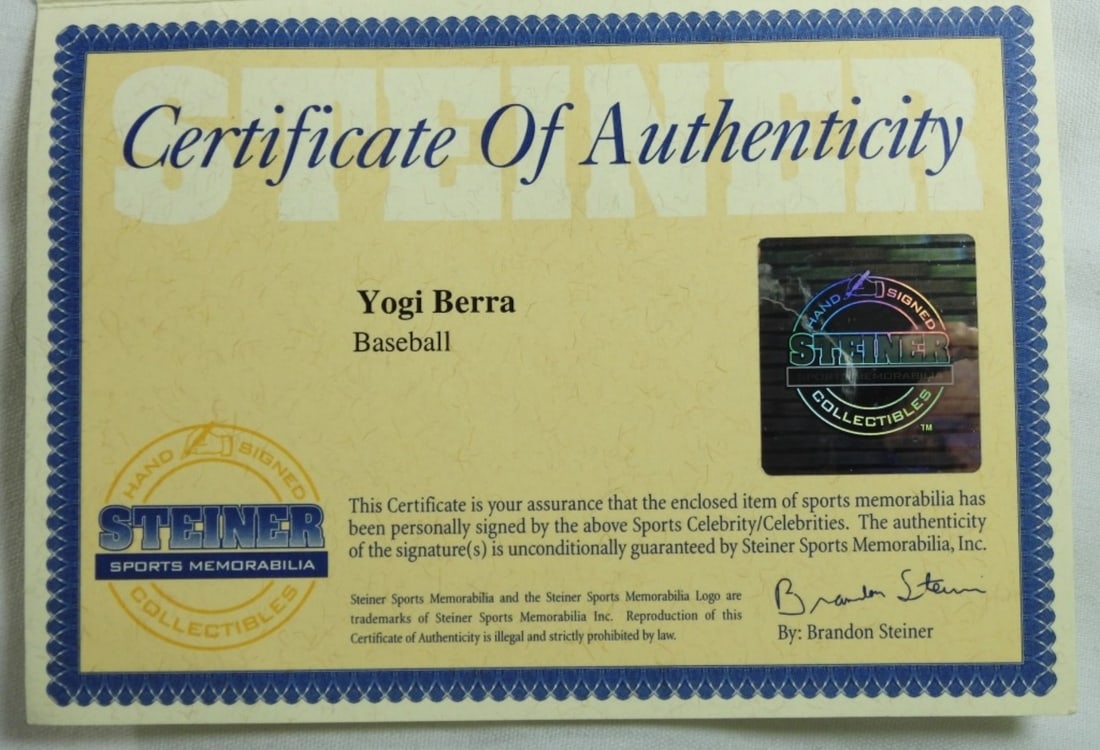 STEINER
Certificate Of Authenticity
Yogi Berra
Baseball
HAND SIGNED
STEINER
SPORTS MEMORABILIA
COLLECTIBLES
TM
HAND SIGNED
STEINER
SPORTS MEMORABILIA
COLLECTIBLES
This Certificate is your assurance that the enclosed item of sports memorabilia has
been personally signed by the above Sports Celebrity/Celebrities. The authenticity
of the signature(s) is unconditionally guaranteed by Steiner Sports Memorabilia, Inc.
Steiner Sports Memorabilia and the Steiner Sports Memorabilia Logo are
trademarks of Steiner Sports Memorabilia Inc. Reproduction of this
Certificate of Authenticity is illegal and strictly prohibited by law.
Brandon Steiner
By: Brandon Steiner